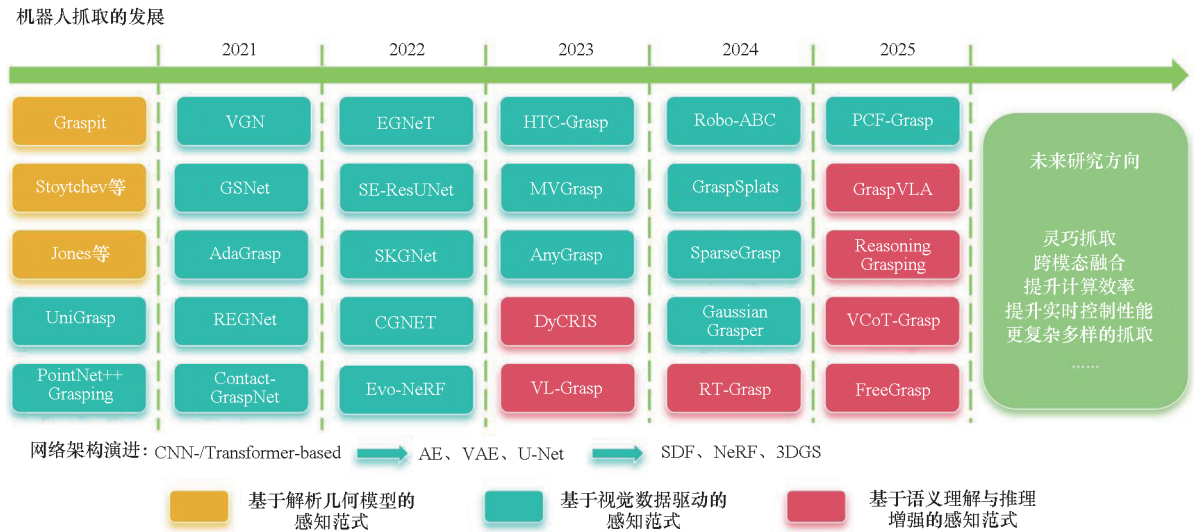 机器人抓取的发展
2021 2022 2023 2024 2025
Graspit VGN EGNeT HTC-Grasp Robo-ABC PCF-Grasp
Stoytchev等 GSNet SE-ResUNet MVGrasp GraspSplats GraspVLA
Jones等 AdaGrasp SKGNet AnyGrasp SparseGrasp Reasoning
Grasping
UniGrasp REGNet CGNET DyCRIS Gaussian
Grasper VCoT-Grasp
PointNet++
Grasping Contact-
GraspNet Evo-NeRF VL-Grasp RT-Grasp FreeGrasp
未来研究方向
灵巧抓取
跨模态融合
提升计算效率
提升实时控制性能
更复杂多样的抓取
……
网络架构演进：CNN-/Transformer-based AE、VAE、U-Net SDF、NeRF、3DGS
基于解析几何模型的
感知范式
基于视觉数据驱动的
感知范式
基于语义理解与推理
增强的感知范式